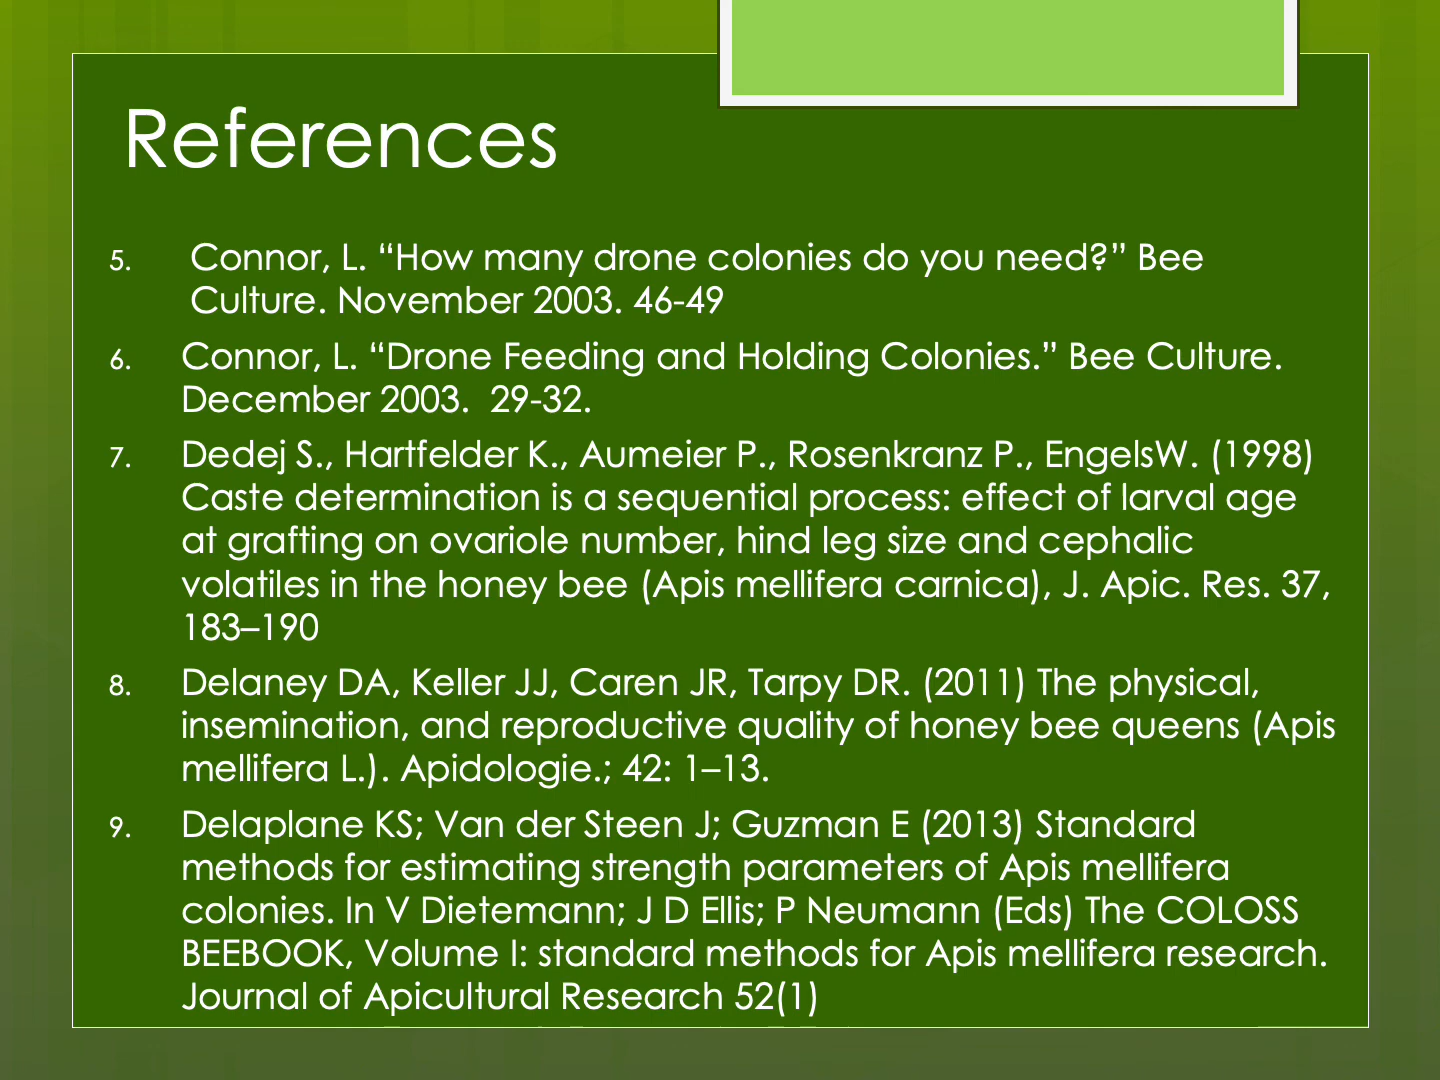 References
5. Connor, L. “How many drone colonies do you need?” Bee
Culture. November 2003. 46-49
6. Connor, L. “Drone Feeding and Holding Colonies.” Bee Culture.
December 2003.  29-32.
7. Dedej S., Hartfelder K., Aumeier P., Rosenkranz P., EngelsW. (1998)
Caste determination is a sequential process: effect of larval age
at grafting on ovariole number, hind leg size and cephalic
volatiles in the honey bee (Apis mellifera carnica), J. Apic. Res. 37,
183–190
8. Delaney DA, Keller JJ, Caren JR, Tarpy DR. (2011) The physical,
insemination, and reproductive quality of honey bee queens (Apis
mellifera L.). Apidologie.; 42: 1–13.
9. Delaplane KS; Van der Steen J; Guzman E (2013) Standard
methods for estimating strength parameters of Apis mellifera
colonies. In V Dietemann; J D Ellis; P Neumann (Eds) The COLOSS
BEEBOOK, Volume I: standard methods for Apis mellifera research.
Journal of Apicultural Research 52(1)